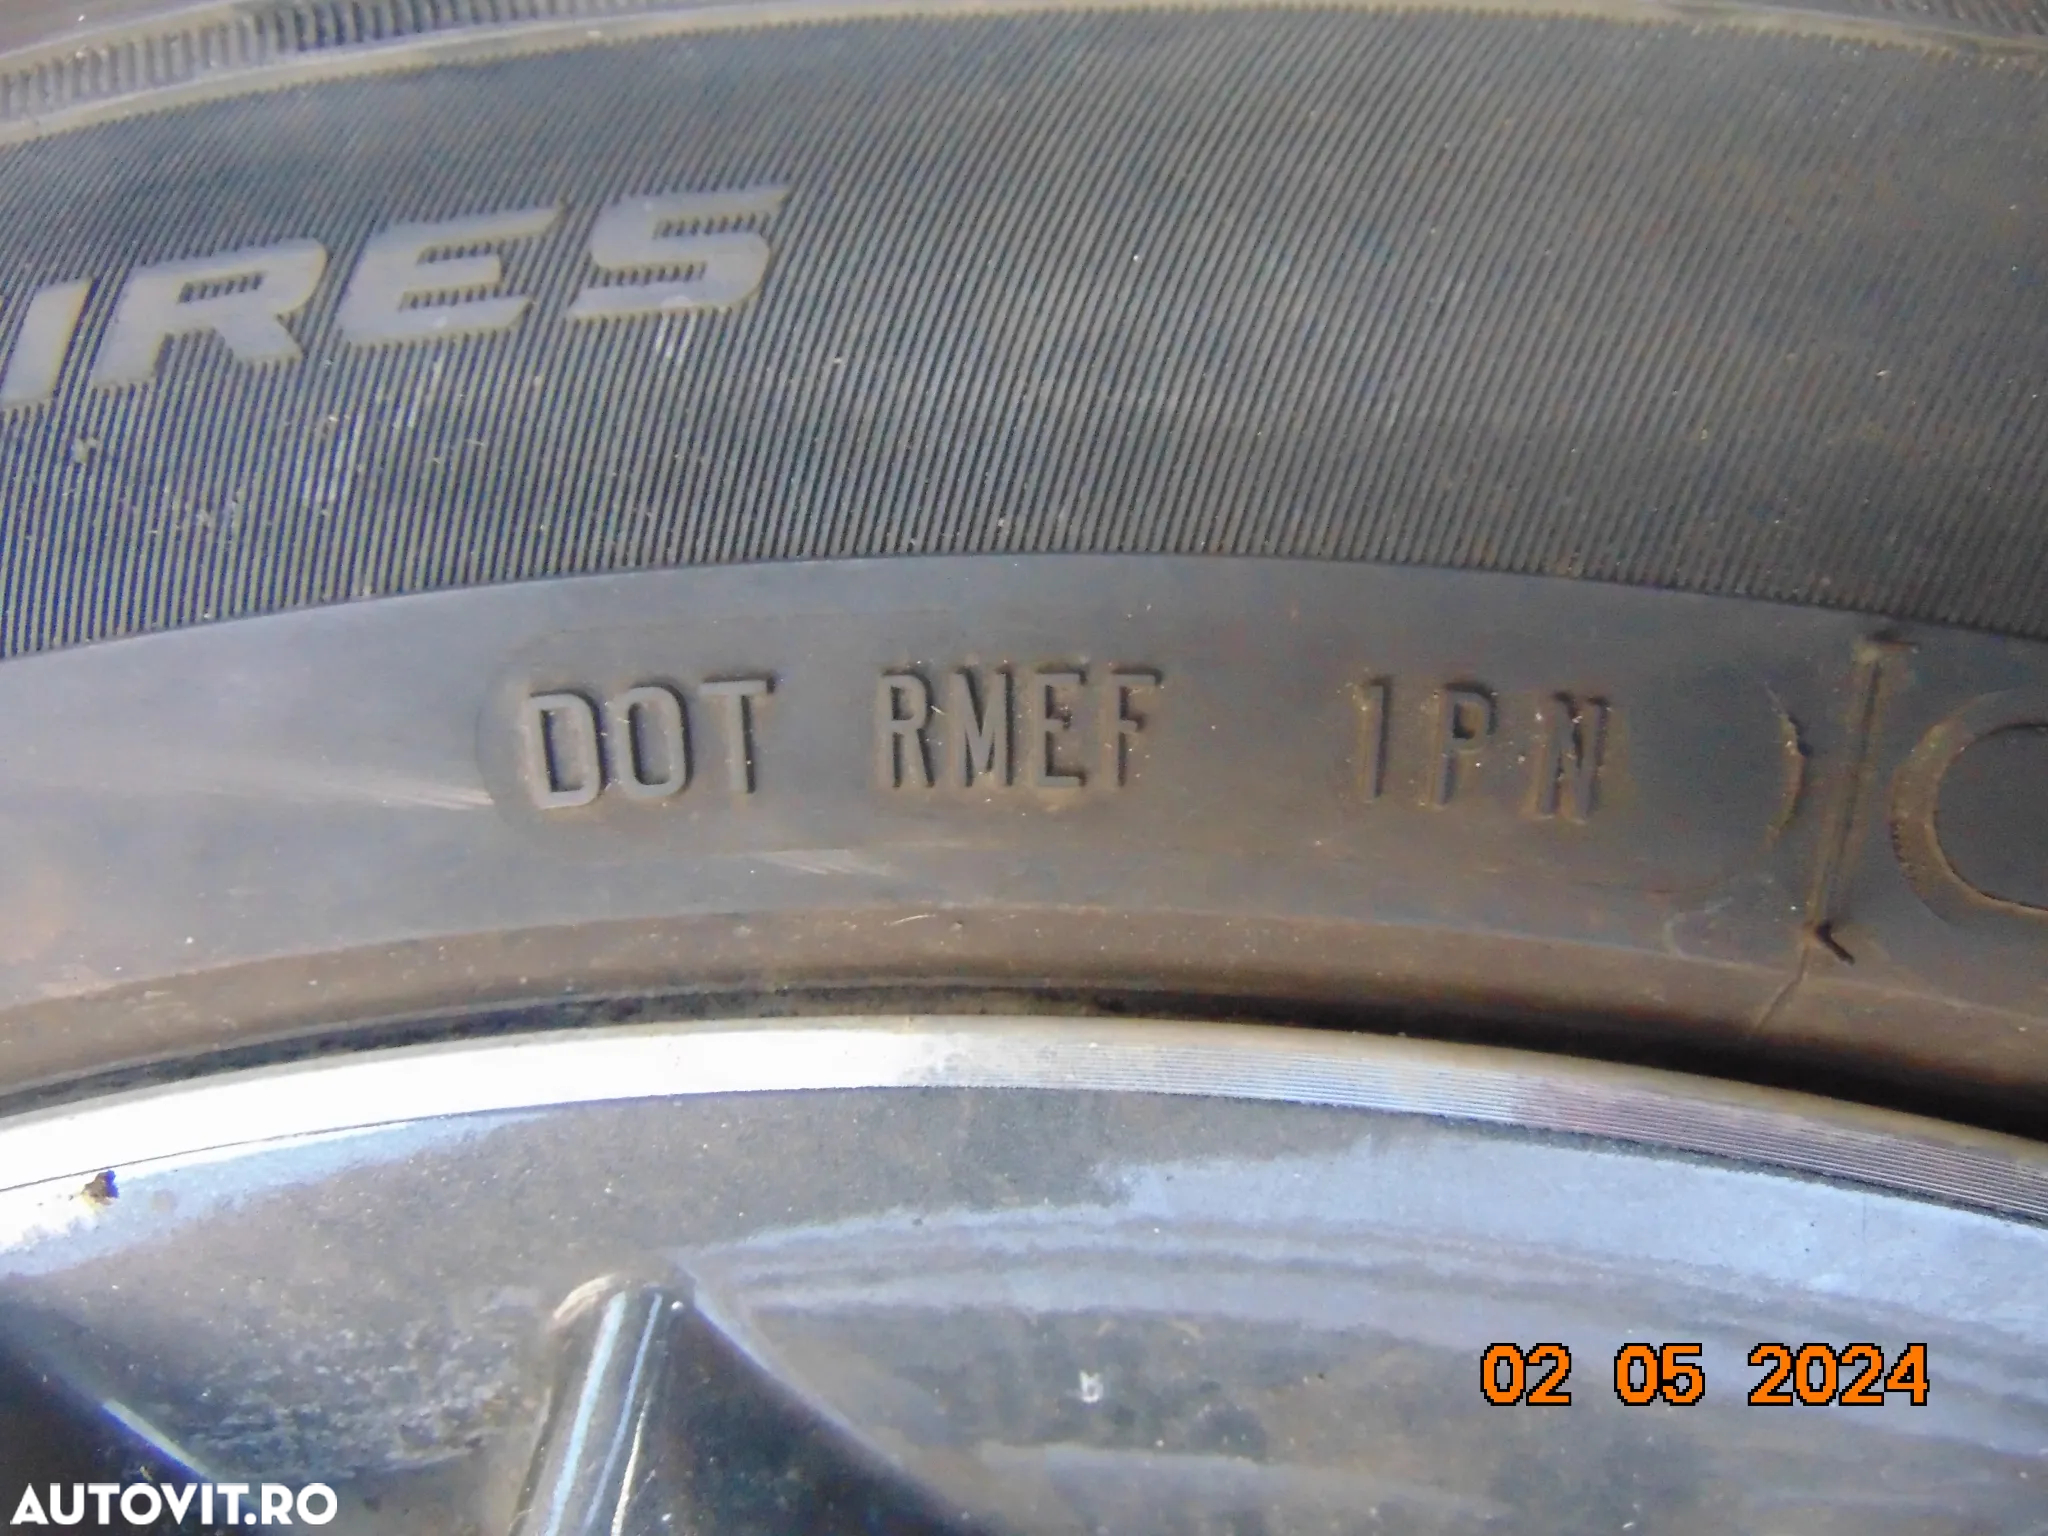 IRES
DOT RMEF 1PN
02 05 2024
AUTOVIT.RO